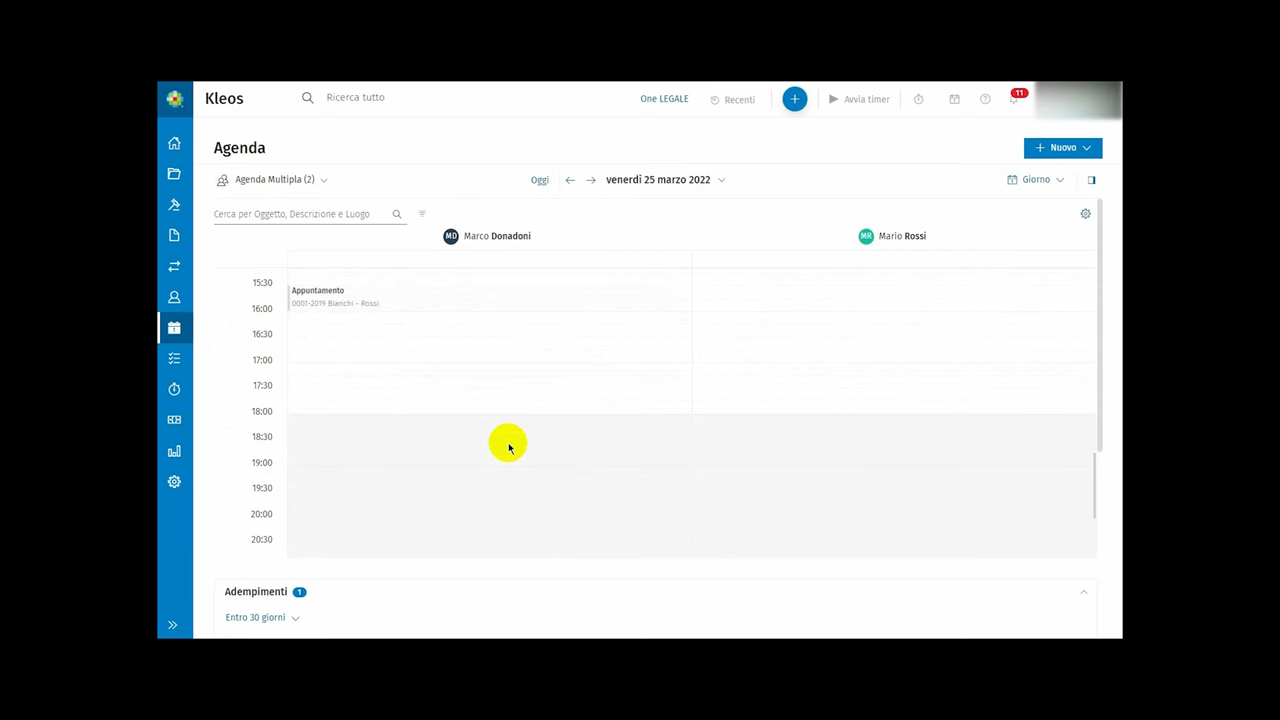 Kleos
Ricerca tutto
One LEGALE
Recenti
Avvia timer
11
Agenda
Nuovo
Agenda Multipla (2)
Oggi
venerdì 25 marzo 2022
1
Giorno
Cerca per Oggetto, Descrizione e Luogo
MD Marco Donadoni
MR Mario Rossi
15:30
Appuntamento
0001-2019 Bianchi - Rossi
16:00
16:30
17:00
17:30
18:00
18:30
19:00
19:30
20:00
20:30
Adempimenti 1
Entro 30 giorni